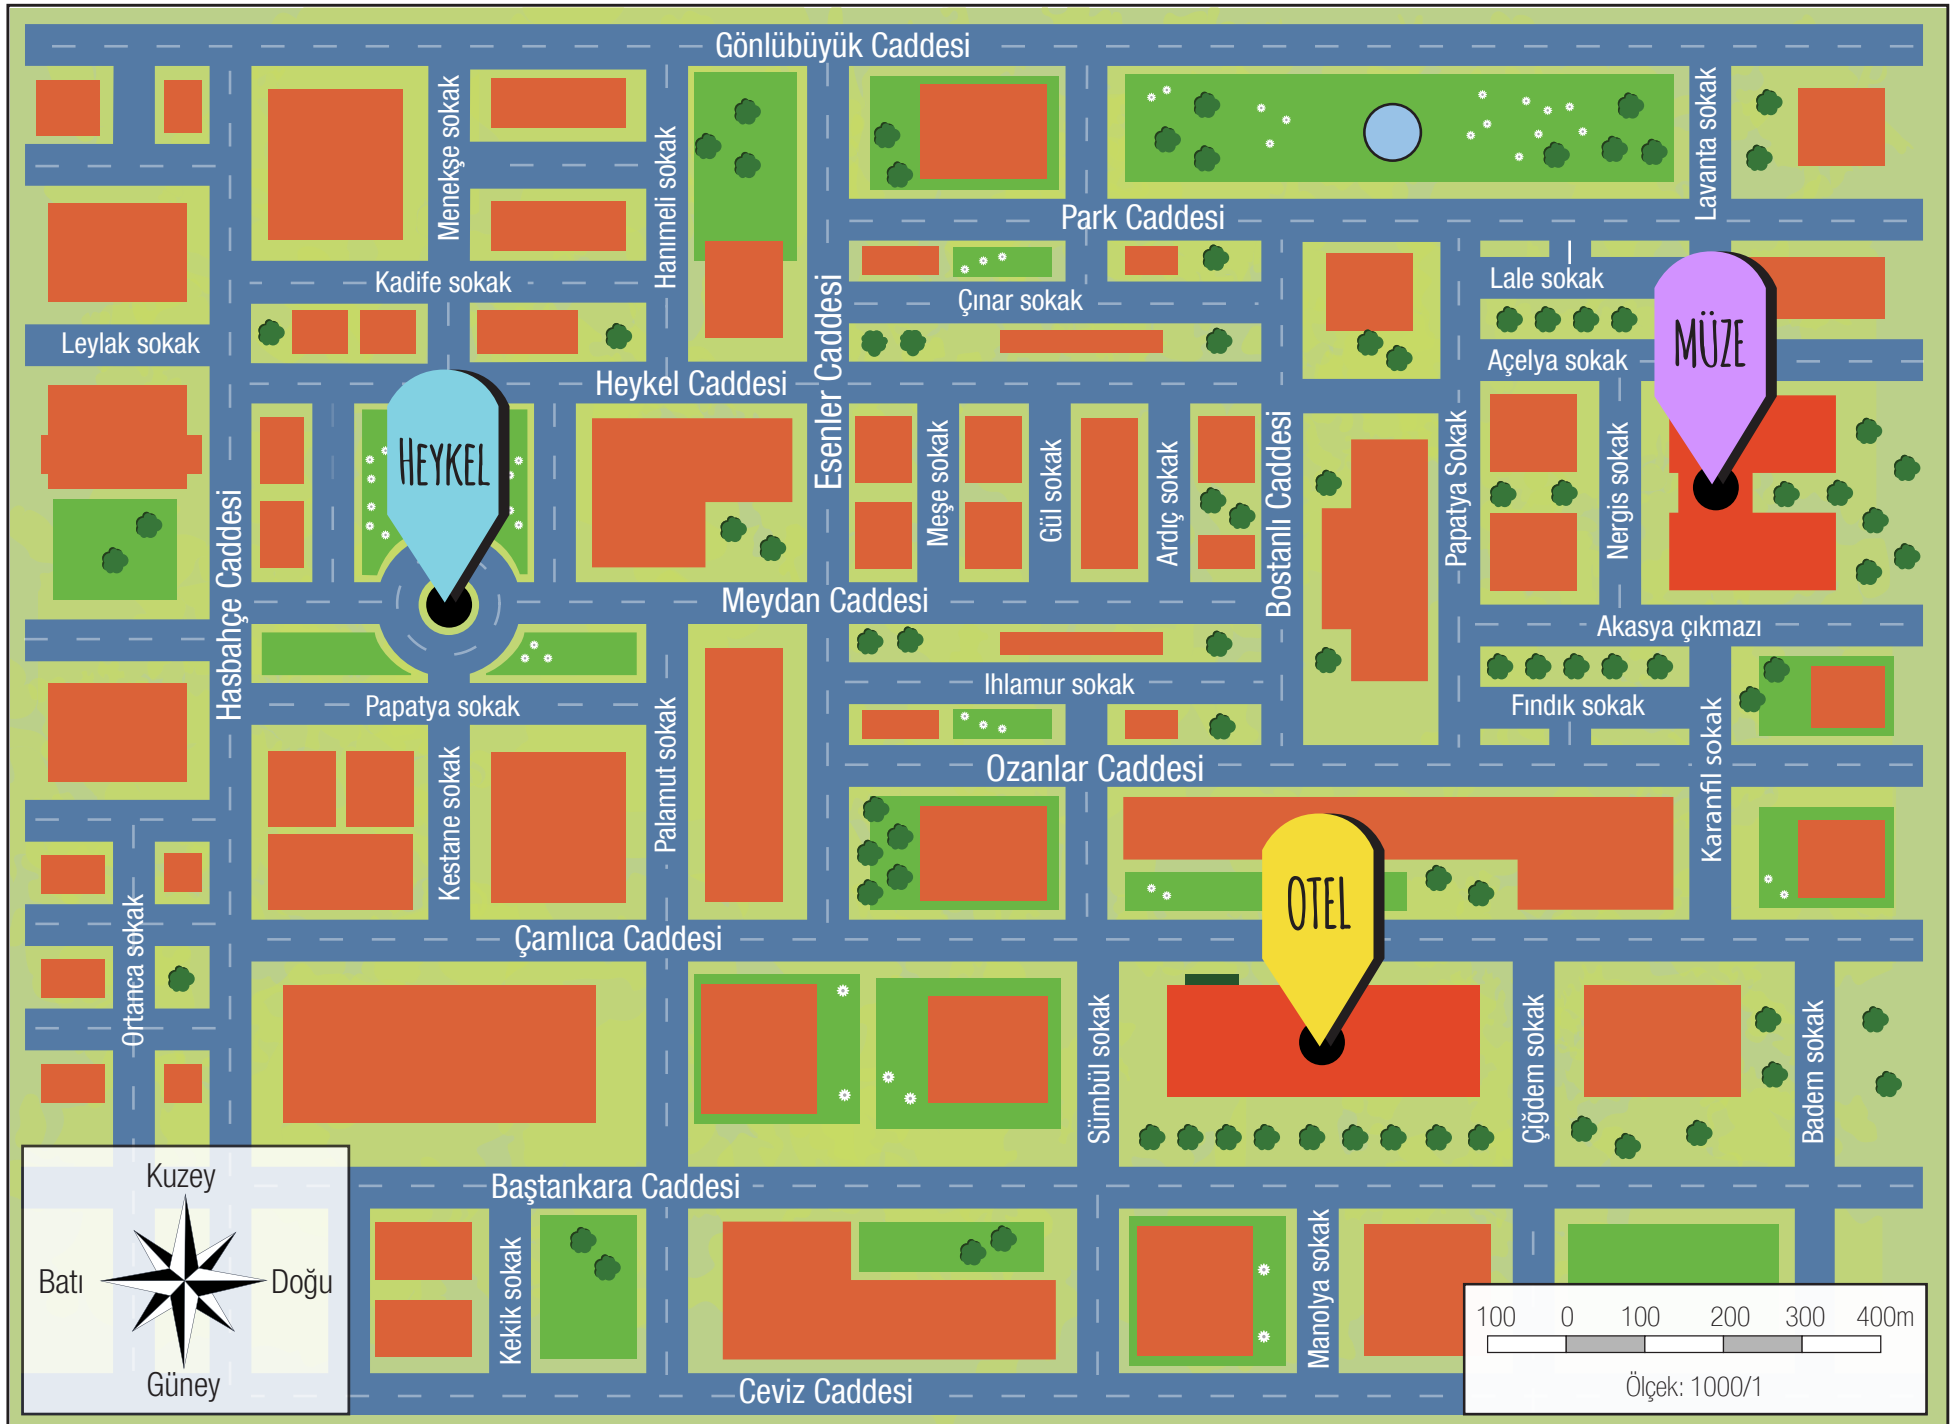 Gönlübüyük Caddesi
Menekşe sokak
Hanımeli sokak
Lavanta sokak
Park Caddesi
Kadife sokak
Lale sokak
Çınar sokak
Leylak sokak
Açelya sokak
MÜZE
Heykel Caddesi
Esenler Caddesi
HEYKEL
Meşe sokak
Gül sokak
Ardıç sokak
Bostanlı Caddesi
Papatya Sokak
Nergis sokak
Hasbahçe Caddesi
Meydan Caddesi
Akasya çıkmazı
Ihlamur sokak
Papatya sokak
Fındık sokak
Palamut sokak
Kestane sokak
Ozanlar Caddesi
Karanfil sokak
OTEL
Ortanca sokak
Çamlıca Caddesi
Sümbül sokak
Çiğdem sokak
Badem sokak
Baştankara Caddesi
Kuzey
Batı
Doğu
Güney
Kekik sokak
Manolya sokak
Ceviz Caddesi
100 0 100 200 300 400m
Ölçek: 1000/1